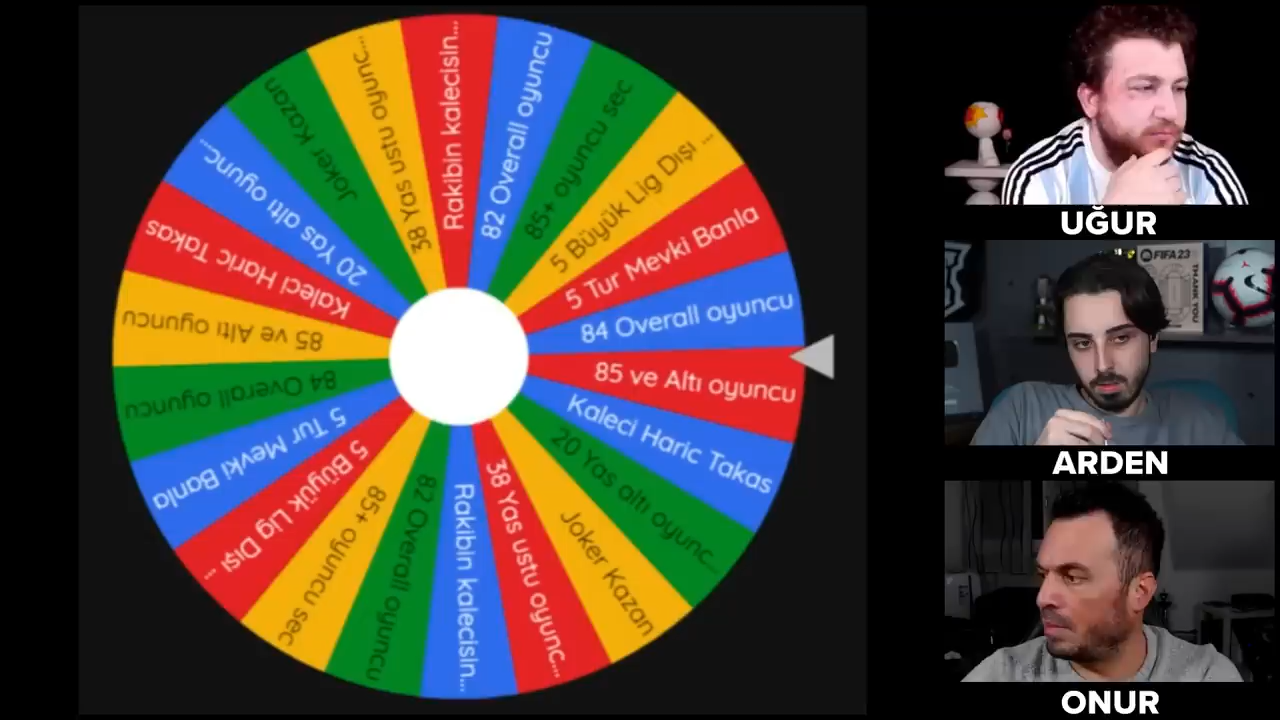 Rakibin kalecisin...
82 Overall oyuncu
85+ oyuncu sec
5 Büyük Lig Dışı ...
5 Tur Mevki Banla
84 Overall oyuncu
85 ve Altı oyuncu
Kaleci Haric Takas
20 Yas altı oyunc...
Joker Kazan
38 Yas ustu oyunc...
Rakibin kalecisin...
82 Overall oyuncu
85+ oyuncu sec
5 Büyük Lig Dışı ...
5 Tur Mevki Banla
84 Overall oyuncu
85 ve Altı oyuncu
Kaleci Haric Takas
20 Yas altı oyunc...
Joker Kazan
38 Yas ustu oyunc...
UĞUR
FIFA 23
THANK YOU
ARDEN
ONUR